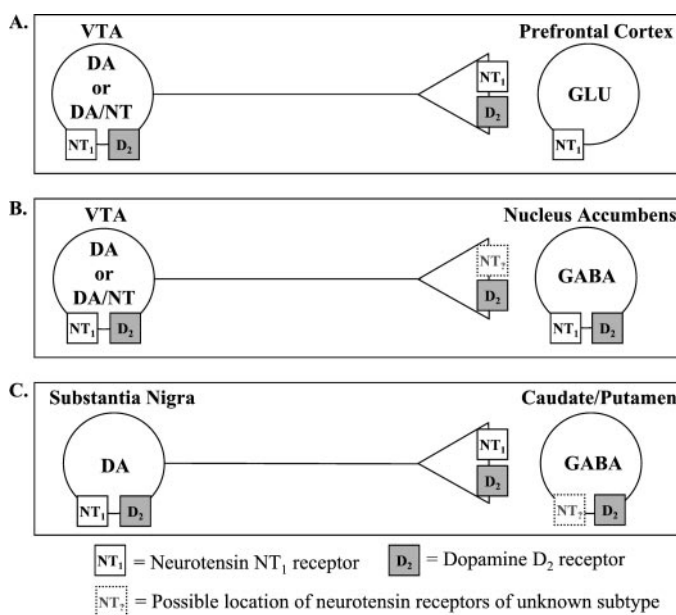 A.
VTA
Prefrontal Cortex
DA
or
DA/NT
NT₁
D₂
NT₁
D₂
GLU
NT₁
B.
VTA
Nucleus Accumbens
DA
or
DA/NT
NT₁
D₂
NT?
D₂
GABA
NT₁
D₂
C.
Substantia Nigra
Caudate/Putamen
DA
NT₁
D₂
NT₁
D₂
GABA
NT?
D₂
NT₁ = Neurotensin NT₁ receptor
D₂ = Dopamine D₂ receptor
NT? = Possible location of neurotensin receptors of unknown subtype